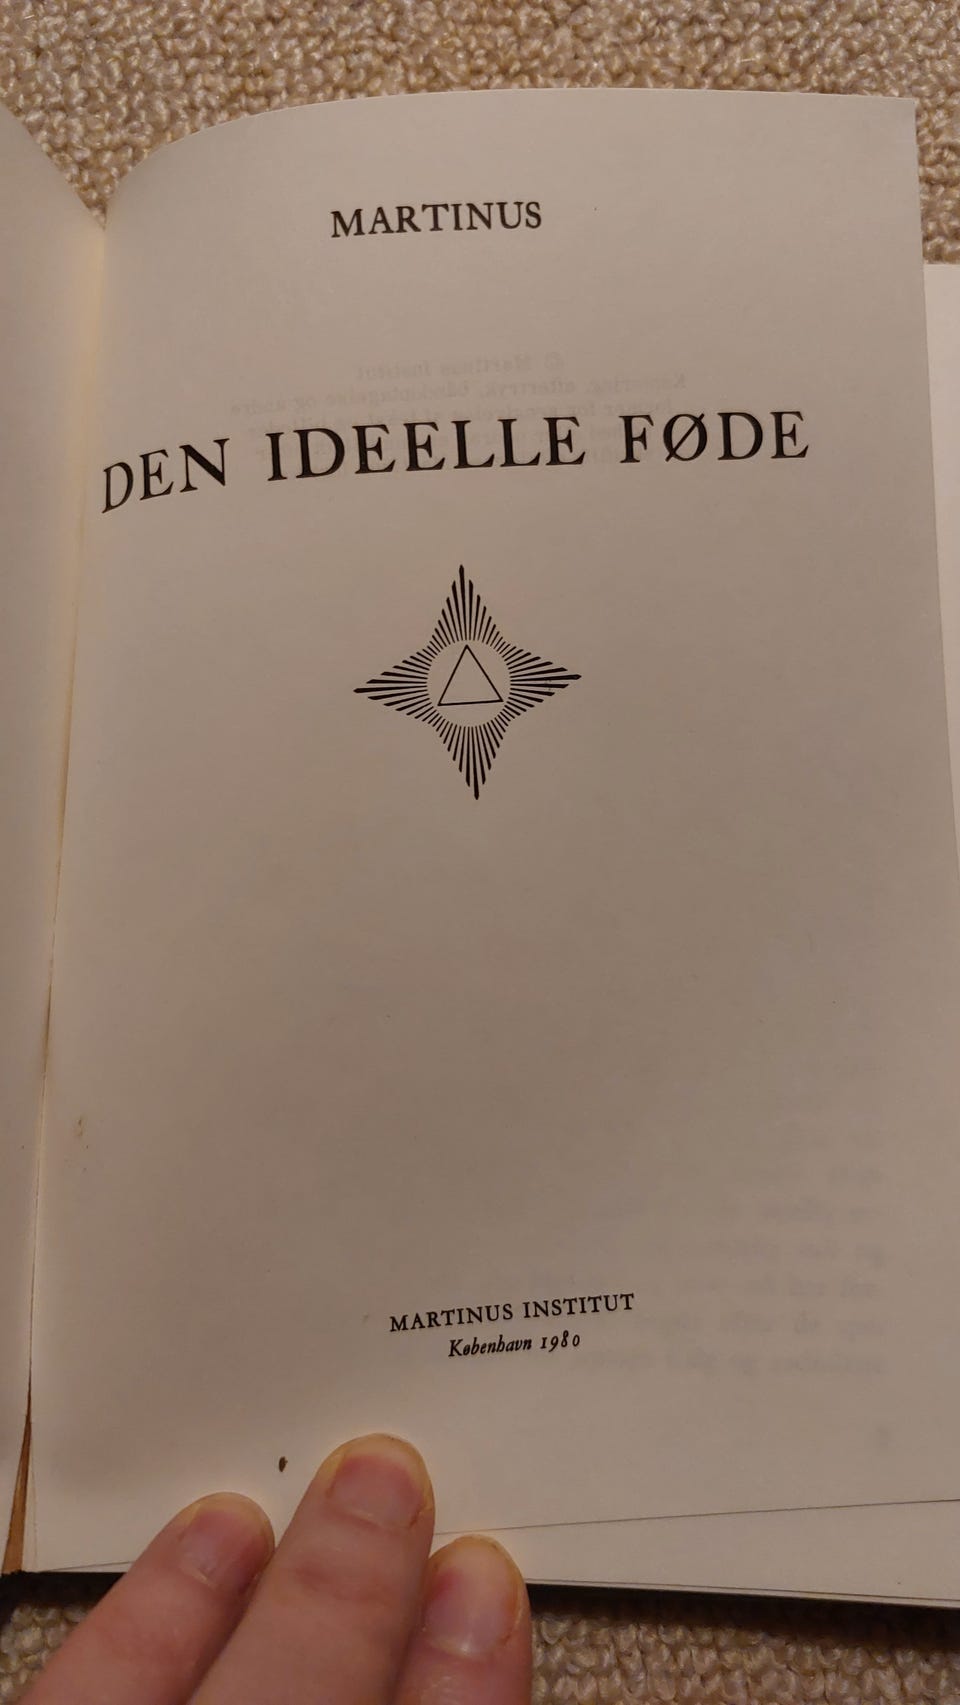 MARTINUS
DEN IDEELLE FØDE
MARTINUS INSTITUT
København 1980